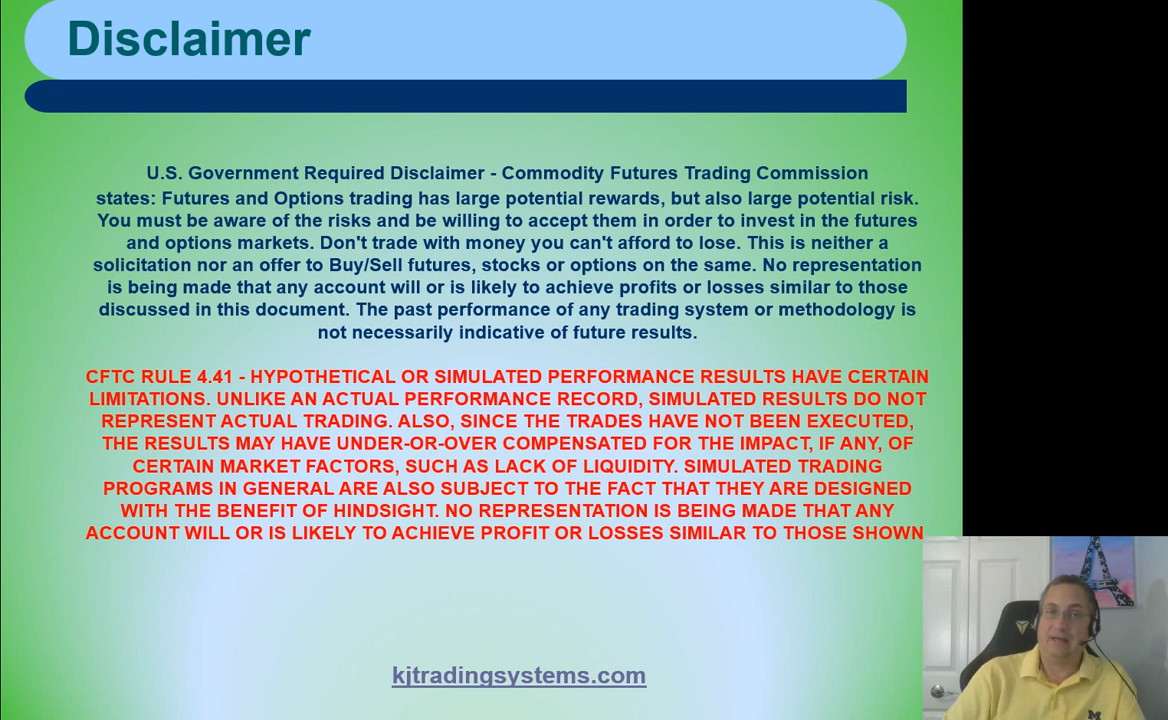 Disclaimer
U.S. Government Required Disclaimer - Commodity Futures Trading Commission
states: Futures and Options trading has large potential rewards, but also large potential risk.
You must be aware of the risks and be willing to accept them in order to invest in the futures
and options markets. Don't trade with money you can't afford to lose. This is neither a
solicitation nor an offer to Buy/Sell futures, stocks or options on the same. No representation
is being made that any account will or is likely to achieve profits or losses similar to those
discussed in this document. The past performance of any trading system or methodology is
not necessarily indicative of future results.
CFTC RULE 4.41 - HYPOTHETICAL OR SIMULATED PERFORMANCE RESULTS HAVE CERTAIN
LIMITATIONS. UNLIKE AN ACTUAL PERFORMANCE RECORD, SIMULATED RESULTS DO NOT
REPRESENT ACTUAL TRADING. ALSO, SINCE THE TRADES HAVE NOT BEEN EXECUTED,
THE RESULTS MAY HAVE UNDER-OR-OVER COMPENSATED FOR THE IMPACT, IF ANY, OF
CERTAIN MARKET FACTORS, SUCH AS LACK OF LIQUIDITY. SIMULATED TRADING
PROGRAMS IN GENERAL ARE ALSO SUBJECT TO THE FACT THAT THEY ARE DESIGNED
WITH THE BENEFIT OF HINDSIGHT. NO REPRESENTATION IS BEING MADE THAT ANY
ACCOUNT WILL OR IS LIKELY TO ACHIEVE PROFIT OR LOSSES SIMILAR TO THOSE SHOWN
kjtradingsystems.com
M